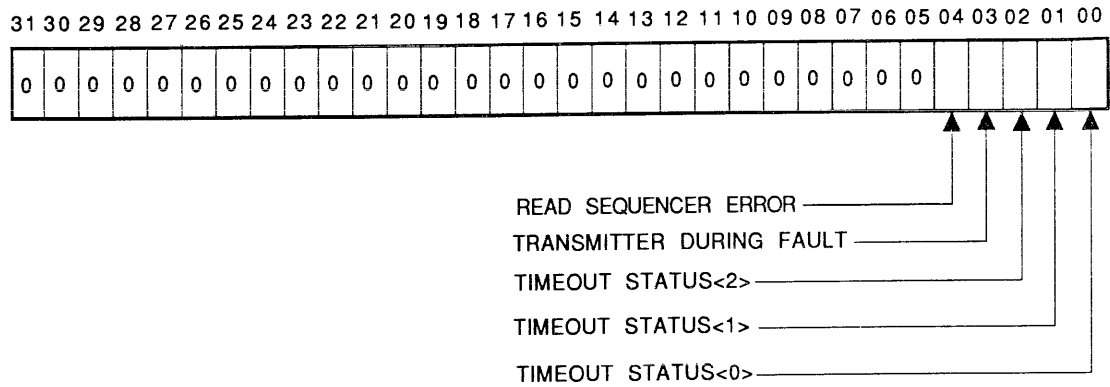 31 30 29 28 27 26 25 24 23 22 21 20 19 18 17 16 15 14 13 12 11 10 09 08 07 06 05 04 03 02 01 00
0 0 0 0 0 0 0 0 0 0 0 0 0 0 0 0 0 0 0 0 0 0 0 0 0 0 0
READ SEQUENCER ERROR
TRANSMITTER DURING FAULT
TIMEOUT STATUS<2>
TIMEOUT STATUS<1>
TIMEOUT STATUS<0>